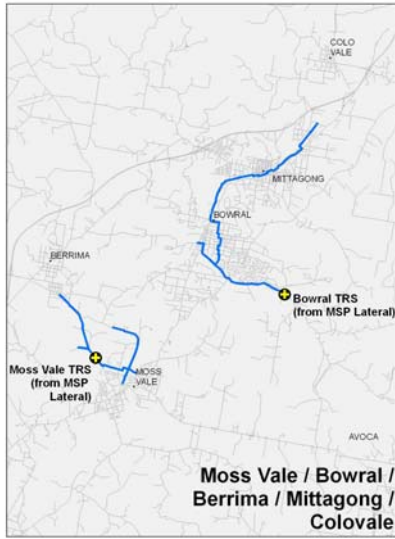 COLO
VALE
MITTAGONG
BOWRAL
BERRIMA
Bowral TRS
(from MSP Lateral)
Moss Vale TRS
(from MSP
Lateral)
MOSS
VALE
AVOCA
Moss Vale / Bowral /
Berrima / Mittagong /
Colovale